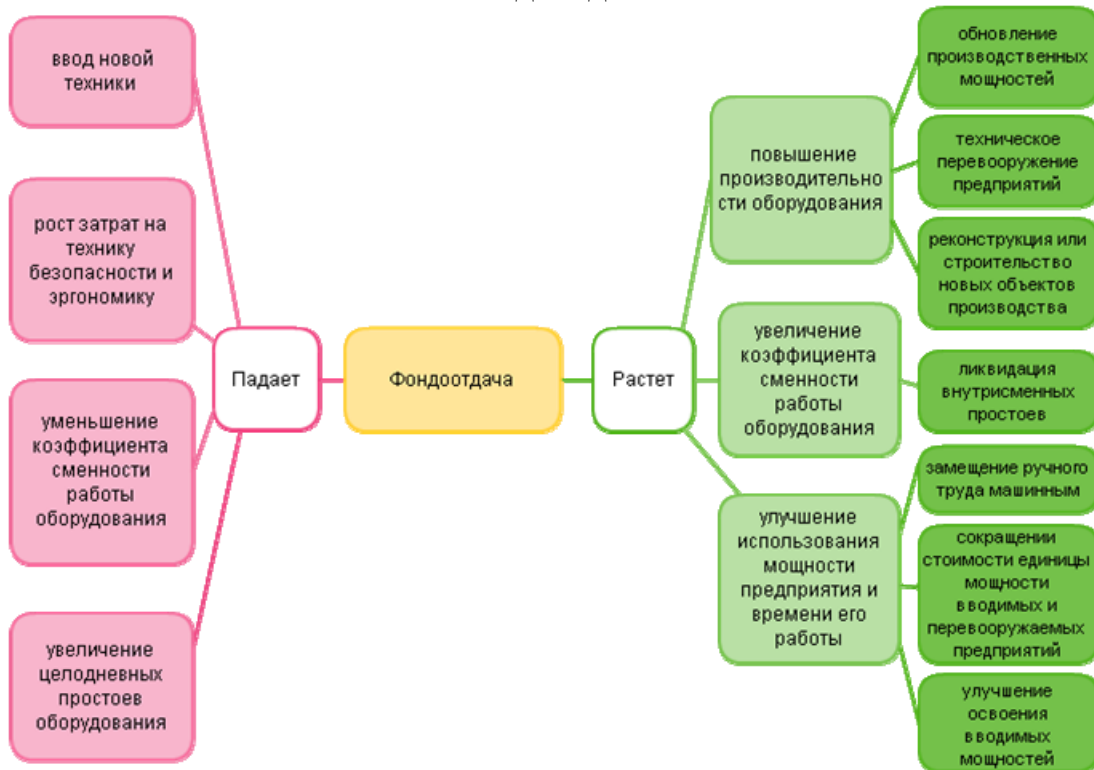 ввод новой
техники
рост затрат на
технику
безопасности и
эргономику
уменьшение
коэффициента
сменности
работы
оборудования
увеличение
целодневных
простоев
оборудования
Падает
Фондоотдача
Растет
повышение
производительно
сти оборудования
обновление
производственных
мощностей
техническое
перевооружение
предприятий
реконструкция или
строительство
новых объектов
производства
увеличение
коэффициента
сменности
работы
оборудования
ликвидация
внутрисменных
простоев
улучшение
использования
мощности
предприятия и
времени его
работы
замещение ручного
труда машинным
сокращении
стоимости единицы
мощности
вводимых и
перевооружаемых
предприятий
улучшение
освоения
вводимых
мощностей